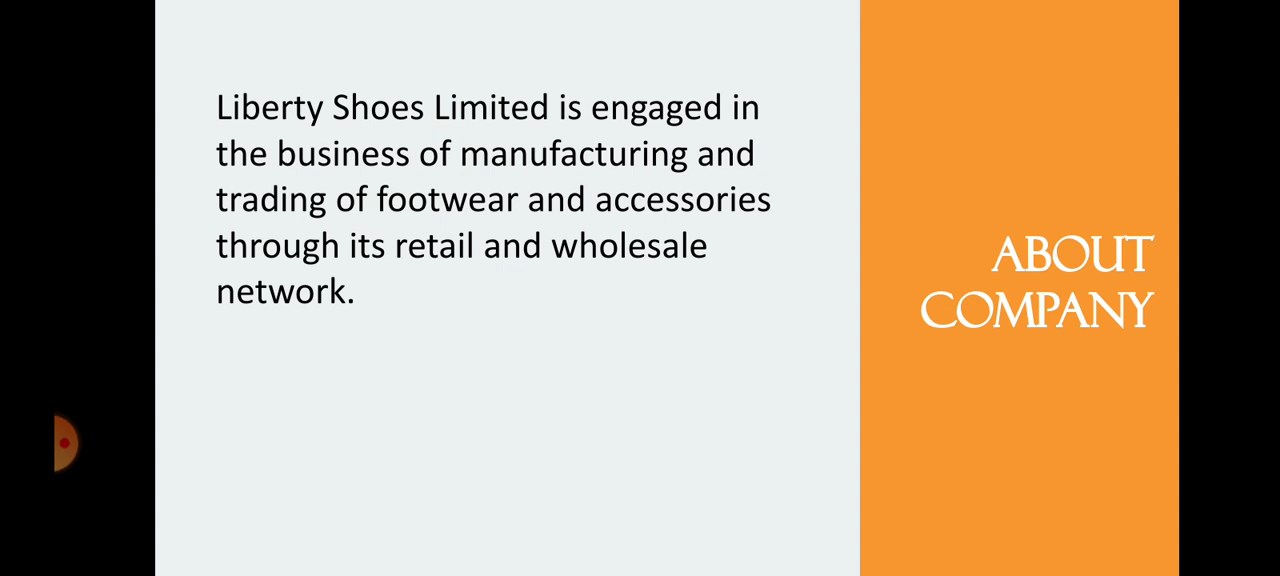 Liberty Shoes Limited is engaged in
the business of manufacturing and
trading of footwear and accessories
through its retail and wholesale
network.
ABOUT
COMPANY